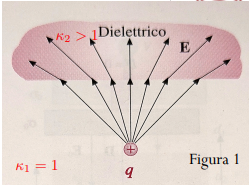 κ₂ > 1 Dielettrico
E
+
κ₁ = 1
q
Figura 1